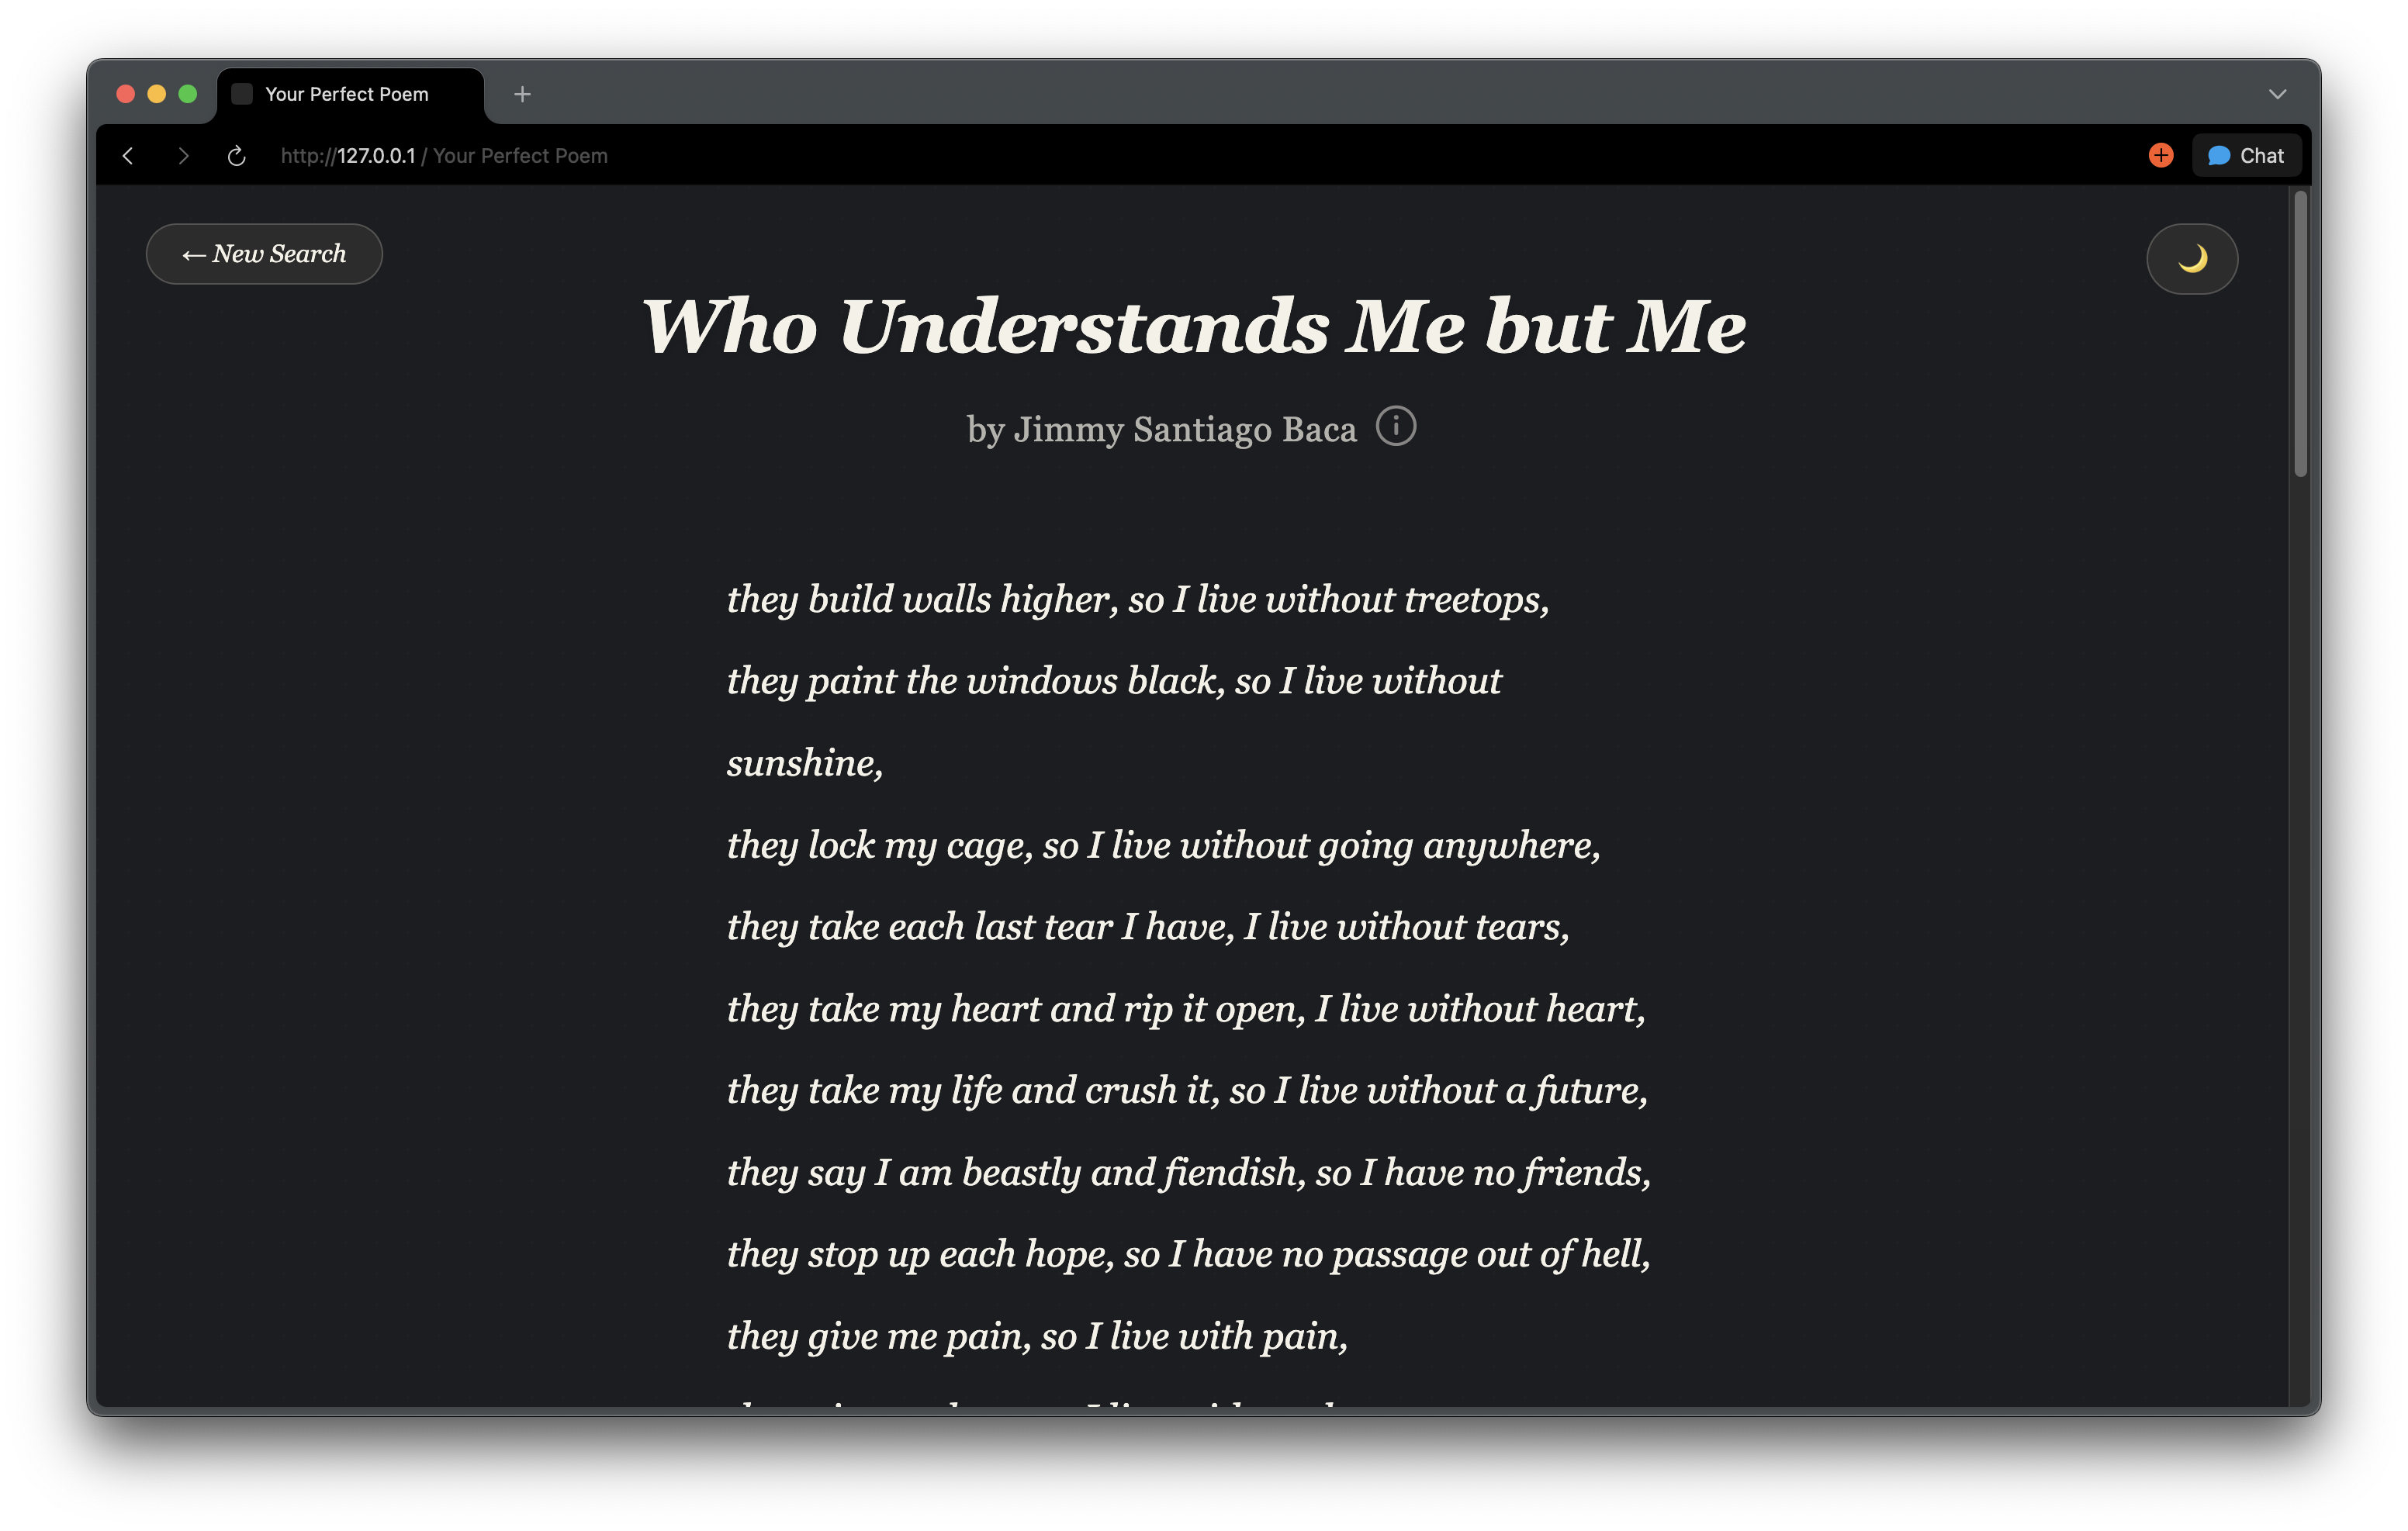 Your Perfect Poem
http://127.0.0.1 / Your Perfect Poem
Chat
← New Search
Who Understands Me but Me
by Jimmy Santiago Baca
they build walls higher, so I live without treetops,
they paint the windows black, so I live without
sunshine,
they lock my cage, so I live without going anywhere,
they take each last tear I have, I live without tears,
they take my heart and rip it open, I live without heart,
they take my life and crush it, so I live without a future,
they say I am beastly and fiendish, so I have no friends,
they stop up each hope, so I have no passage out of hell,
they give me pain, so I live with pain,